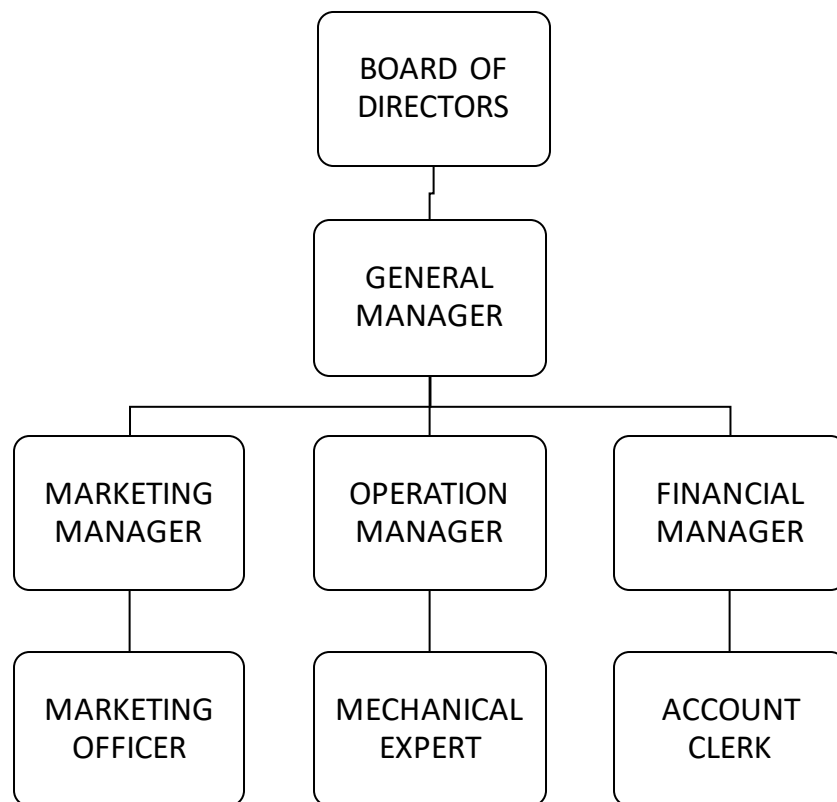 BOARD OF
DIRECTORS
GENERAL
MANAGER
MARKETING
MANAGER
OPERATION
MANAGER
FINANCIAL
MANAGER
MARKETING
OFFICER
MECHANICAL
EXPERT
ACCOUNT
CLERK